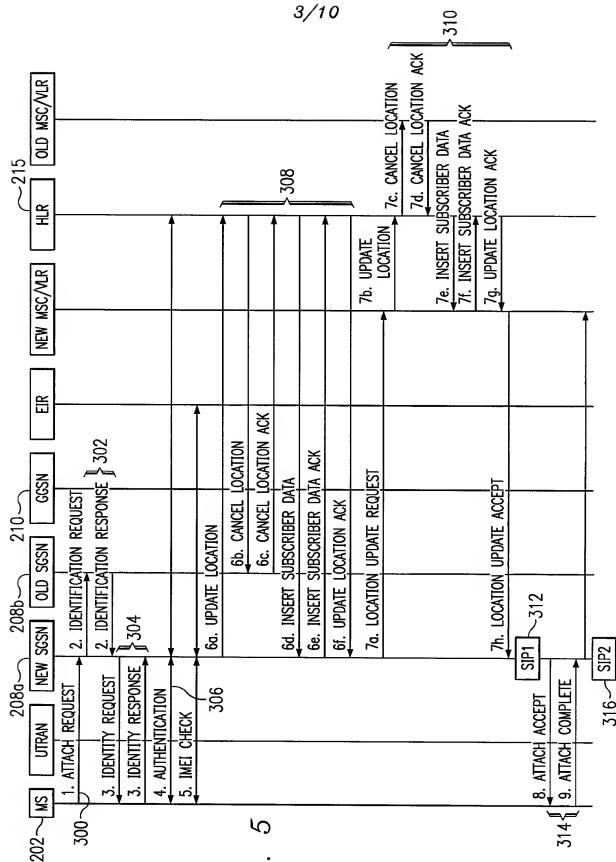 3/10
202
MS
UTRAN
208a
NEW SGSN
208b
OLD SGSN
210
GGSN
EIR
NEW MSC/VLR
215
HLR
OLD MSC/VLR
1. ATTACH REQUEST
300
2. IDENTIFICATION REQUEST
2. IDENTIFICATION RESPONSE
302
3. IDENTITY REQUEST
3. IDENTITY RESPONSE
304
4. AUTHENTICATION
306
5. IMEI CHECK
6a. UPDATE LOCATION
6b. CANCEL LOCATION
6c. CANCEL LOCATION ACK
6d. INSERT SUBSCRIBER DATA
6e. INSERT SUBSCRIBER DATA ACK
6f. UPDATE LOCATION ACK
308
7a. LOCATION UPDATE REQUEST
7b. UPDATE
LOCATION
7c. CANCEL LOCATION
7d. CANCEL LOCATION ACK
7e. INSERT SUBSCRIBER DATA
7f. INSERT SUBSCRIBER DATA ACK
7g. UPDATE LOCATION ACK
310
7h. LOCATION UPDATE ACCEPT
SIP1
312
8. ATTACH ACCEPT
9. ATTACH COMPLETE
314
SIP2
316
5